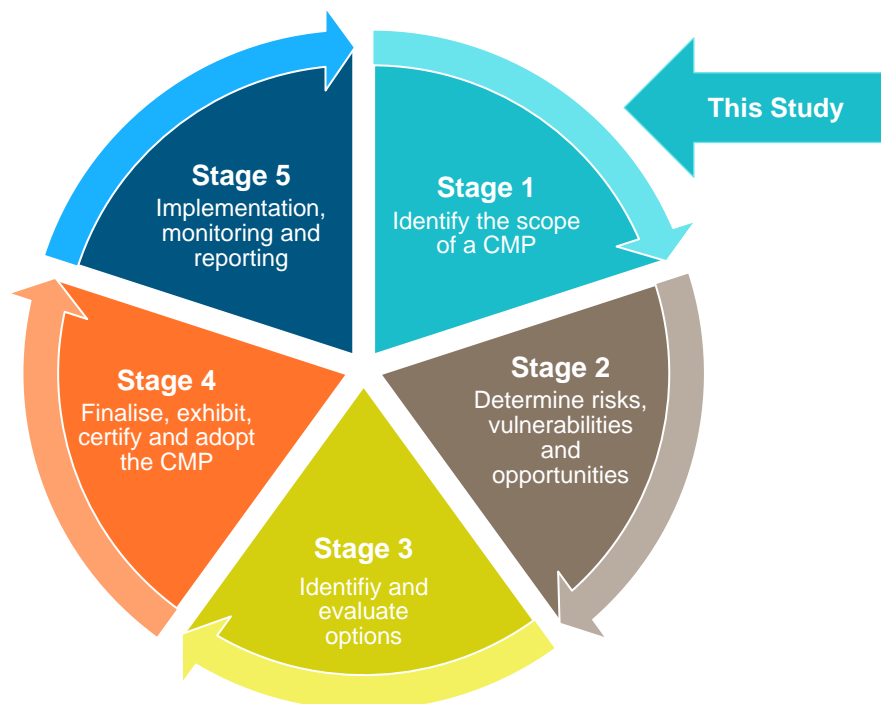 This Study
Stage 1
Identify the scope
of a CMP
Stage 2
Determine risks,
vulnerabilities
and
opportunities
Stage 3
Identifiy and
evaluate
options
Stage 4
Finalise, exhibit,
certify and adopt
the CMP
Stage 5
Implementation,
monitoring and
reporting